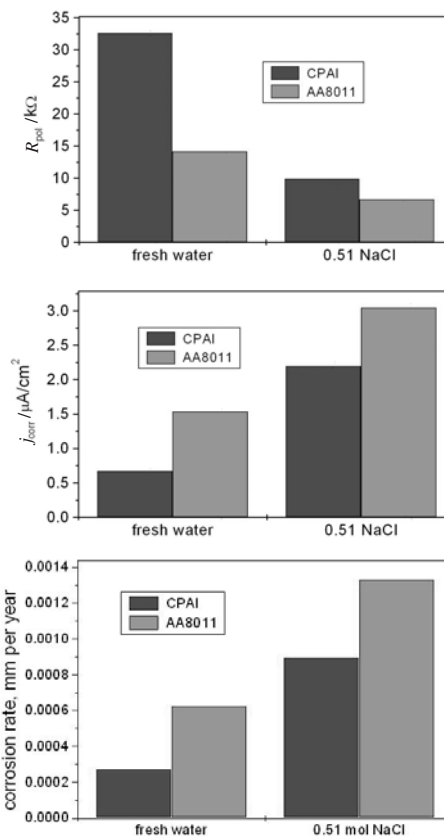 35
30
25
20
15
10
5
0
R_pol /kΩ
CPAl
AA8011
fresh water 0.51 NaCl
3.0
2.5
2.0
1.5
1.0
0.5
0.0
j_corr /μA/cm²
CPAl
AA8011
fresh water 0.51 NaCl
0.0014
0.0012
0.0010
0.0008
0.0006
0.0004
0.0002
0.0000
corrosion rate, mm per year
CPAl
AA8011
fresh water 0.51 mol NaCl